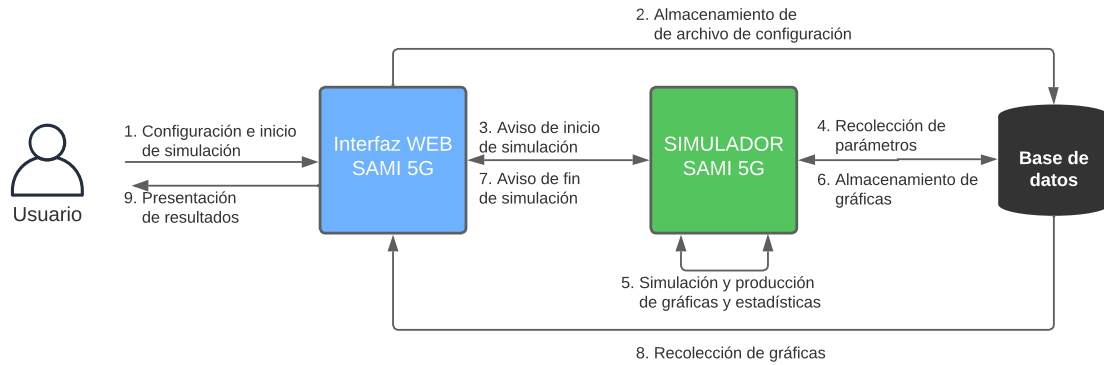 2. Almacenamiento de
de archivo de configuración
1. Configuración e inicio
de simulación
Interfaz WEB
SAMI 5G
3. Aviso de inicio
de simulación
SIMULADOR
SAMI 5G
4. Recolección de
parámetros
Base de
datos
7. Aviso de fin
de simulación
6. Almacenamiento de
gráficas
9. Presentación
de resultados
Usuario
5. Simulación y producción
de gráficas y estadísticas
8. Recolección de gráficas